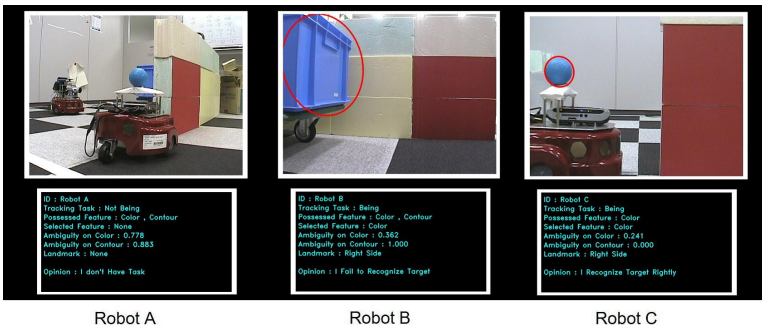 ID : Robot A
Tracking Task : Not Being
Possessed Feature : Color , Contour
Selected Feature : None
Ambiguity on Color : 0.778
Ambiguity on Contour : 0.883
Landmark : None
Opinion : I don't Have Task
ID : Robot B
Tracking Task : Being
Possessed Feature : Color , Contour
Selected Feature : Color
Ambiguity on Color : 0.362
Ambiguity on Contour : 1.000
Landmark : Right Side
Opinion : I Fail to Recognize Target
ID : Robot C
Tracking Task : Being
Possessed Feature : Color
Selected Feature : Color
Ambiguity on Color : 0.241
Ambiguity on Contour : 0.000
Landmark : Right Side
Opinion : I Recognize Target Rightly
Robot A
Robot B
Robot C